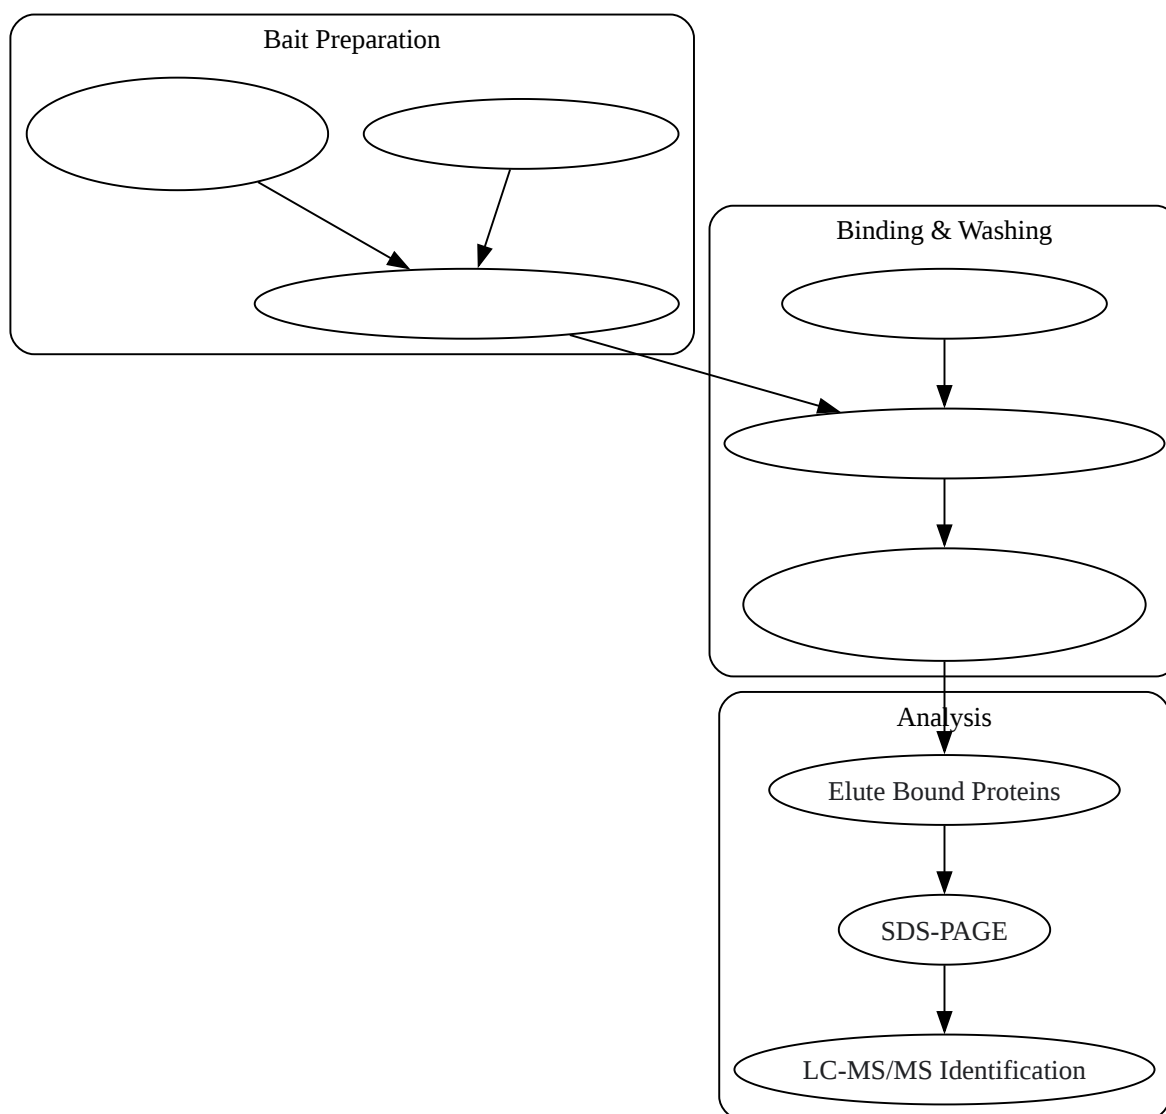 Bait Preparation
Binding & Washing
Analysis
Elute Bound Proteins
SDS-PAGE
LC-MS/MS Identification